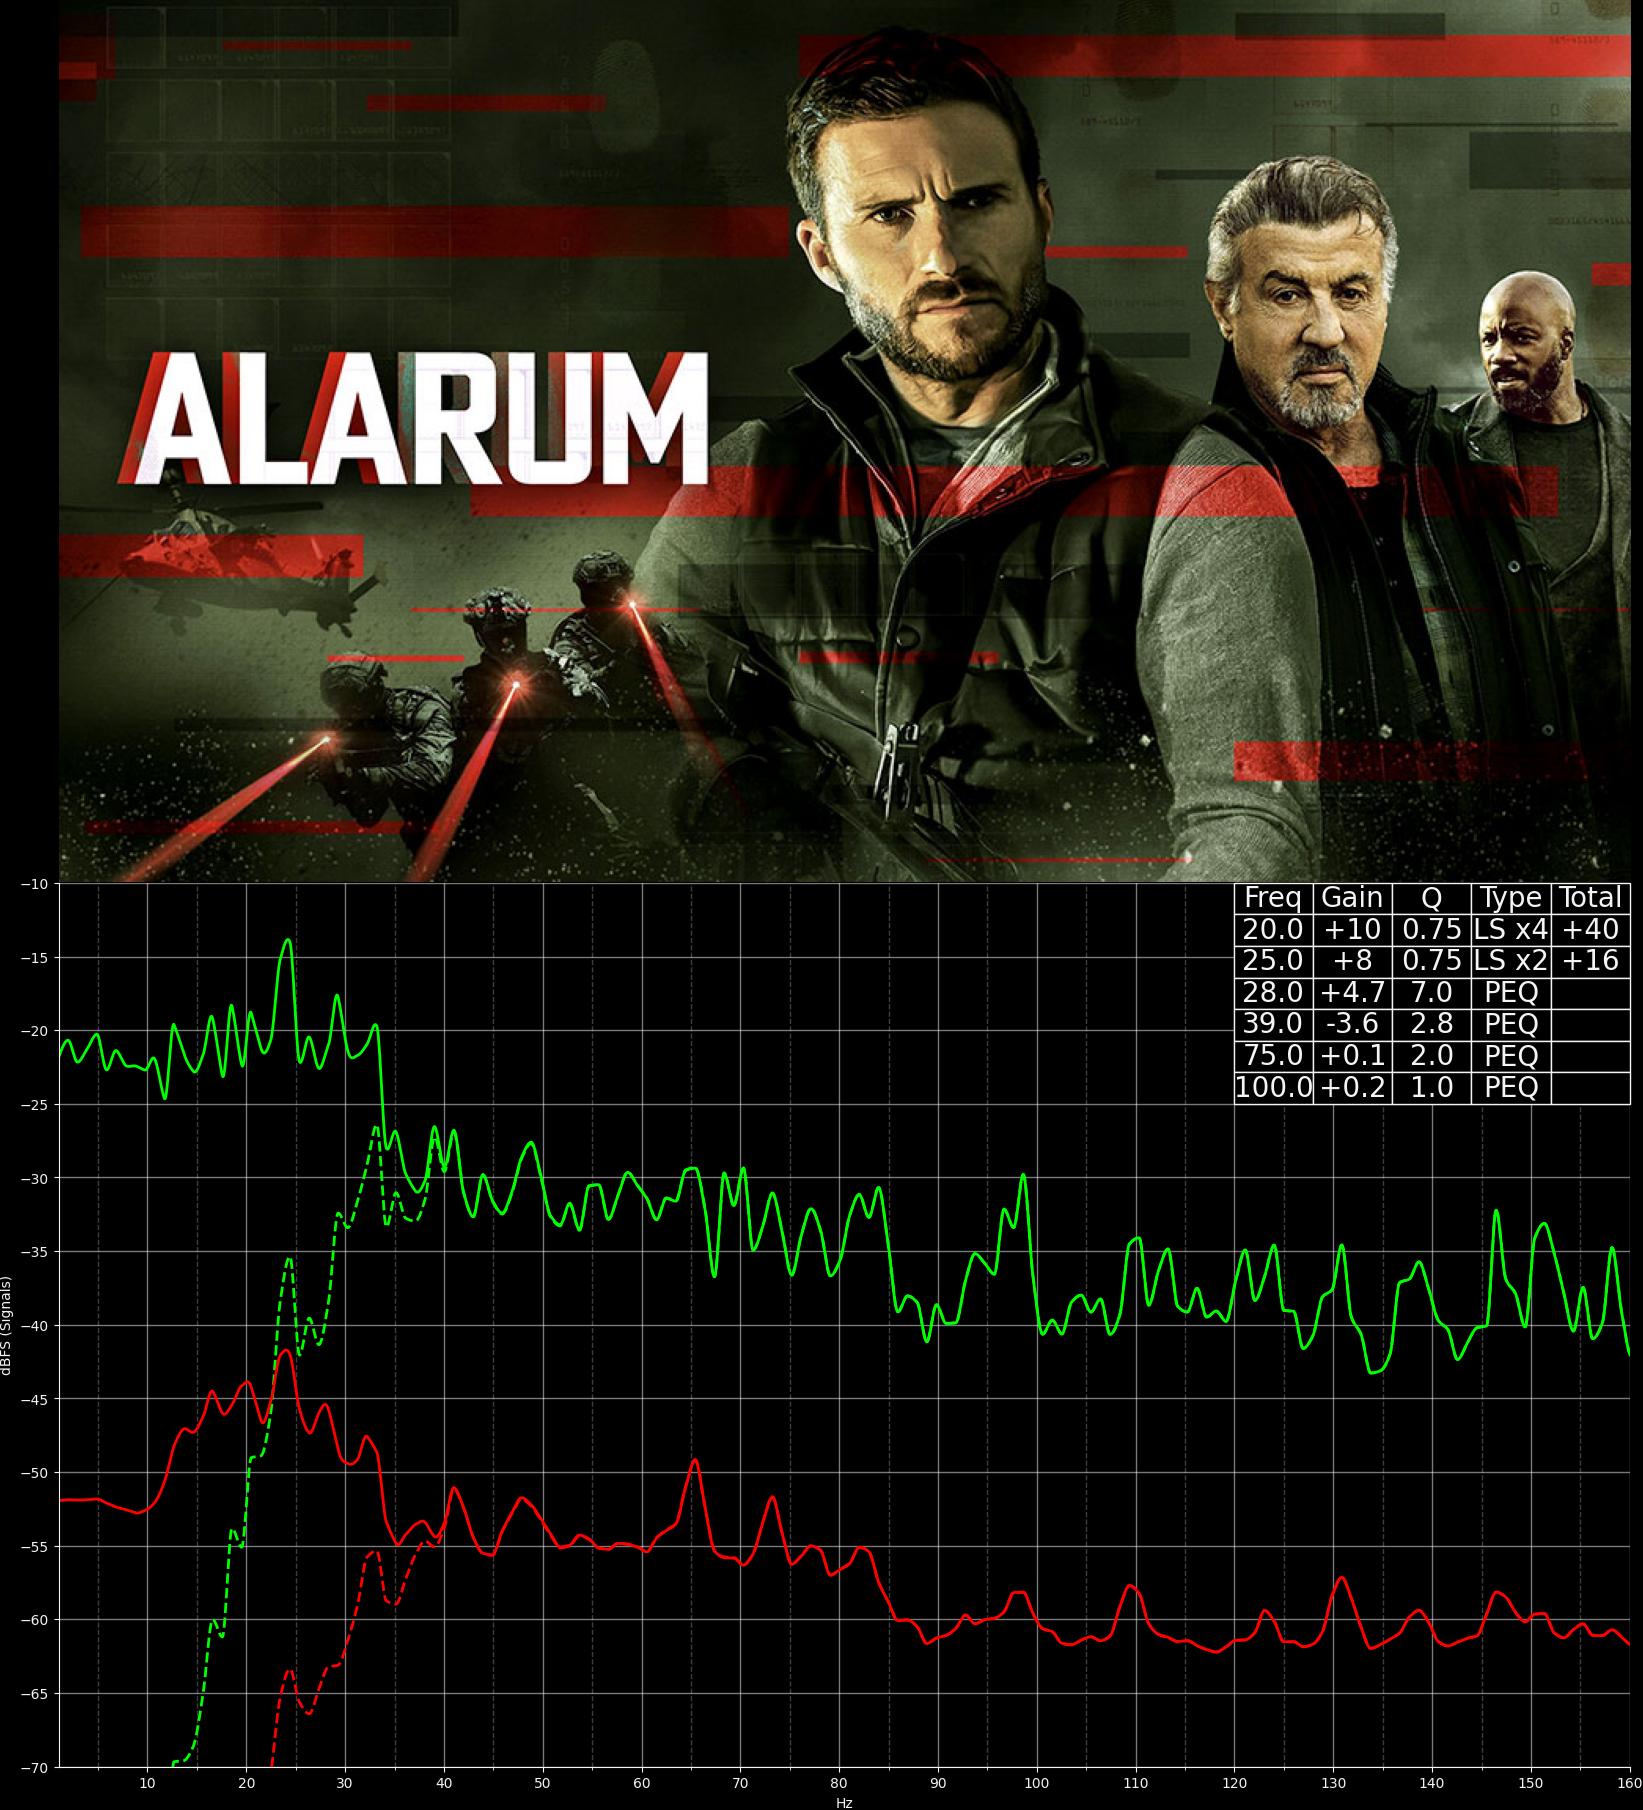 ALARUM
Freq Gain Q Type Total
20.0 +10 0.75 LS x4 +40
25.0 +8 0.75 LS x2 +16
28.0 +4.7 7.0 PEQ
39.0 -3.6 2.8 PEQ
75.0 +0.1 2.0 PEQ
100.0 +0.2 1.0 PEQ
−10
−15
−20
−25
−30
−35
−40
−45
−50
−55
−60
−65
−70
dBFS (Signals)
10 20 30 40 50 60 70 80 90 100 110 120 130 140 150 160
Hz